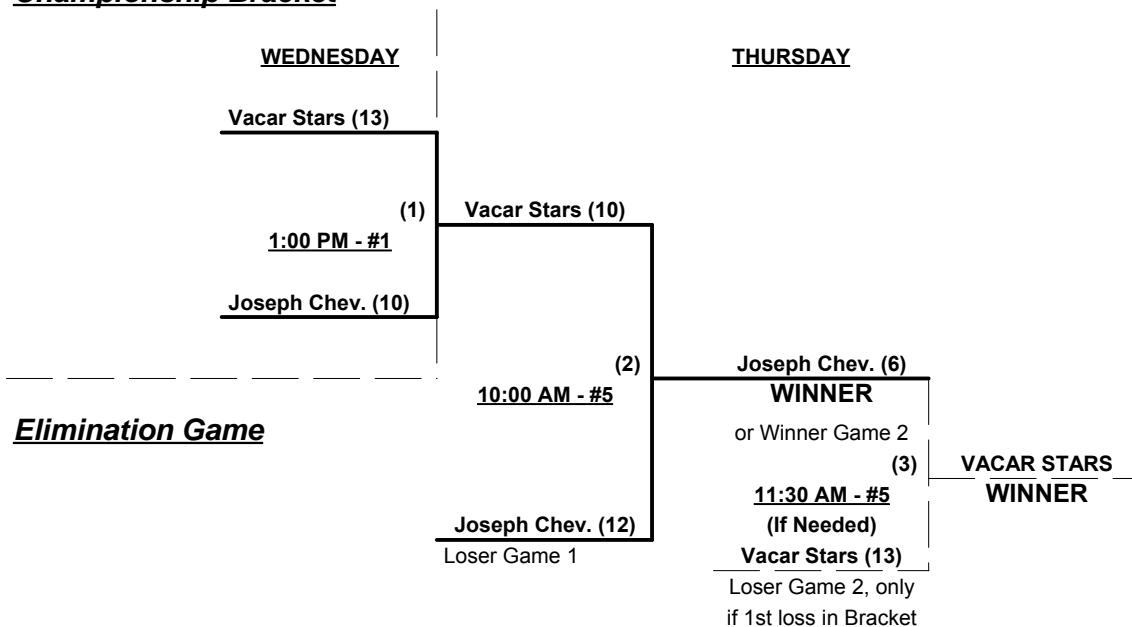 Championship Bracket
WEDNESDAY
THURSDAY
Vacar Stars (13)
(1)
Vacar Stars (10)
1:00 PM - #1
Joseph Chev. (10)
(2)
Joseph Chev. (6)
10:00 AM - #5
WINNER
Elimination Game
or Winner Game 2
(3)
VACAR STARS
11:30 AM - #5
WINNER
(If Needed)
Joseph Chev. (12)
Loser Game 1
Vacar Stars (13)
Loser Game 2, only
if 1st loss in Bracket